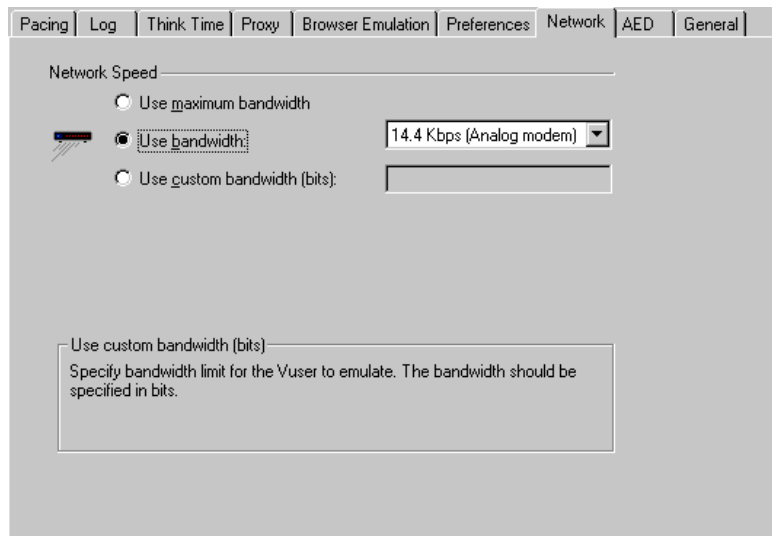 Pacing Log Think Time Proxy Browser Emulation Preferences Network AED General
Network Speed
Use maximum bandwidth
Use bandwidth: 14.4 Kbps (Analog modem)
Use custom bandwidth (bits):
Use custom bandwidth (bits)
Specify bandwidth limit for the Vuser to emulate. The bandwidth should be
specified in bits.